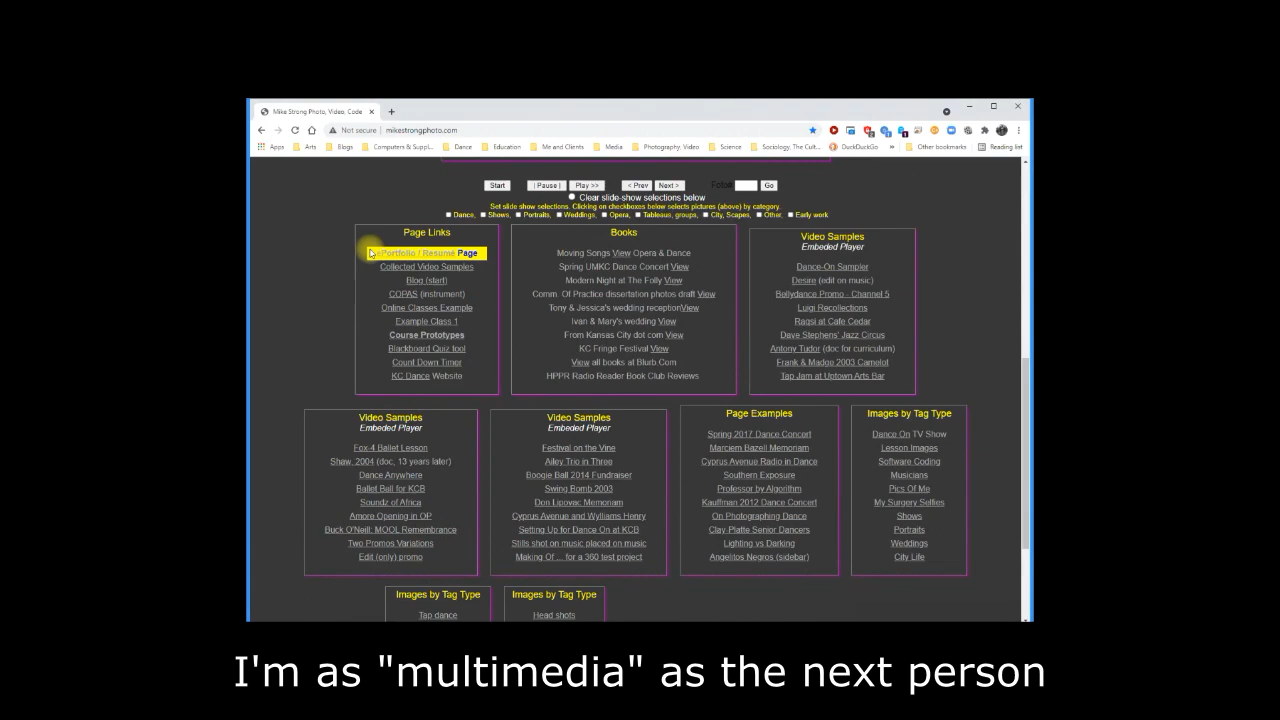 Mike Strong Photo, Video, Code
Not secure | mikestrongphoto.com
Apps Arts Blogs Computers & Suppl... Dance Education Me and Clients Media Photography, Video Science Sociology: The Cult... DuckDuckGo » Other bookmarks Reading list
Start | Pause | Play >> < Prev Next > Go
Clear slide-show selections below
Set slide show selections. Clicking on checkboxes below selects pictures (above) by category.
Dance, Shows, Portraits, Weddings, Opera, Tableaus, groups, City, Scapes, Other, Early work
Page Links
Portfolio / Resume Page
Collected Video Samples
Blog (start)
COPAS (instrument)
Online Classes Example
Example Class 1
Course Prototypes
Blackboard Quiz tool
Count Down Timer
KC Dance Website
Books
Moving Songs View Opera & Dance
Spring UMKC Dance Concert View
Modern Night at The Folly View
Comm. Of Practice dissertation photos draft View
Tony & Jessica's wedding receptionView
Ivan & Mary's wedding View
From Kansas City dot com View
KC Fringe Festival View
View all books at Blurb.Com
HPPR Radio Reader Book Club Reviews
Video Samples
Embeded Player
Dance-On Sampler
Desire (edit on music)
Bellydance Promo - Channel 5
Luigi Recollections
Raqsi at Cafe Cedar
Dave Stephens' Jazz Circus
Antony Tudor (doc for curriculum)
Frank & Madge 2003 Camelot
Tap Jam at Uptown Arts Bar
Video Samples
Embeded Player
Fox-4 Ballet Lesson
Shaw, 2004 (doc, 13 years later)
Dance Anywhere
Ballet Ball for KCB
Soundz of Africa
Amore Opening in OP
Buck O'Neil: MOOL Remembrance
Two Promos Variations
Edit (only) promo
Video Samples
Embeded Player
Festival on the Vine
Ailey Trio in Three
Boogie Ball 2014 Fundraiser
Swing Bomb 2003
Don Lipovac Memoriam
Cyprus Avenue and Wylliams Henry
Setting Up for Dance On at KCB
Stills shot on music placed on music
Making Of ... for a 360 test project
Page Examples
Spring 2017 Dance Concert
Marciem Bazell Memoriam
Cyprus Avenue Radio in Dance
Southern Exposure
Professor by Algorithm
Kauffman 2012 Dance Concert
On Photographing Dance
Clay-Platte Senior Dancers
Lighting vs Darking
Angelitos Negros (sidebar)
Images by Tag Type
Dance On TV Show
Lesson Images
Software Coding
Musicians
Pics Of Me
My Surgery Selfies
Shows
Portraits
Weddings
City Life
Images by Tag Type
Tap dance
Images by Tag Type
Head shots
I'm as "multimedia" as the next person